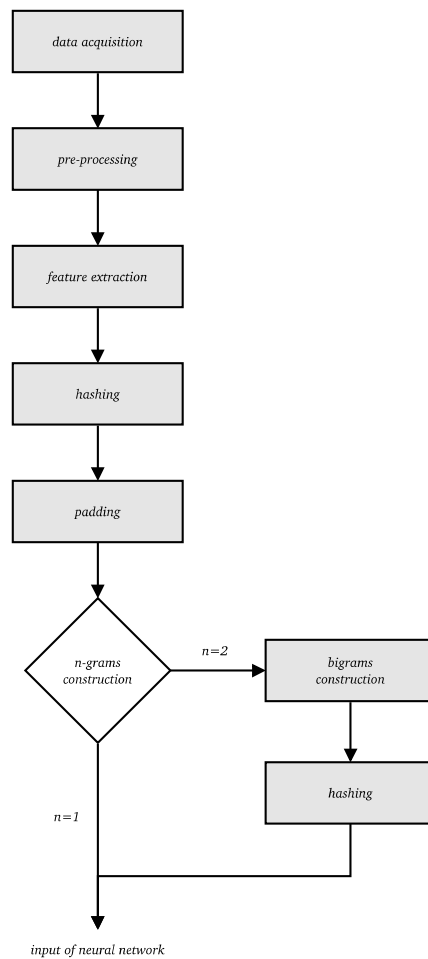 data acquisition
pre-processing
feature extraction
hashing
padding
n-grams
construction
n=2
bigrams
construction
hashing
n=1
input of neural network